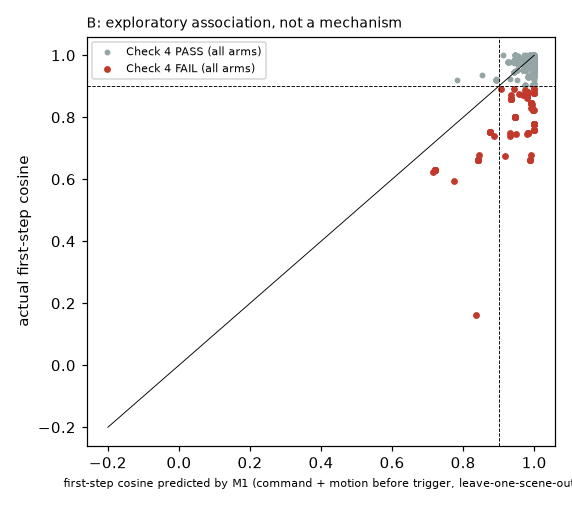 B: exploratory association, not a mechanism
Check 4 PASS (all arms)
Check 4 FAIL (all arms)
1.0
0.8
0.6
0.4
0.2
0.0
−0.2
actual first-step cosine
−0.2 0.0 0.2 0.4 0.6 0.8 1.0
first-step cosine predicted by M1 (command + motion before trigger, leave-one-scene-out